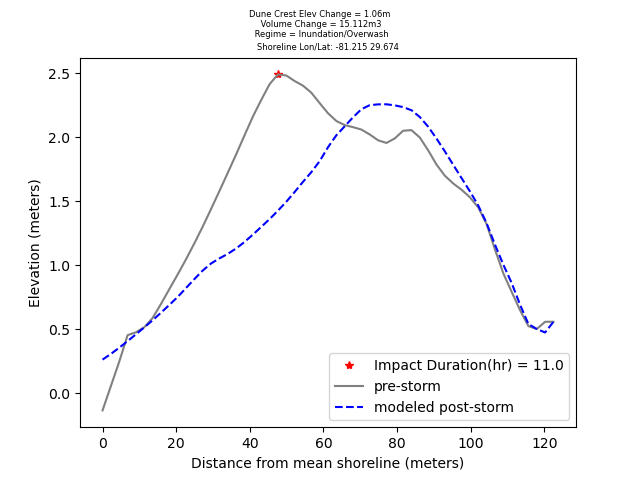 Dune Crest Elev Change = 1.06m
Volume Change = 15.112m3
Regime = Inundation/Overwash
Shoreline Lon/Lat: -81.215 29.674
2.5
2.0
1.5
1.0
0.5
0.0
Elevation (meters)
Impact Duration(hr) = 11.0
pre-storm
modeled post-storm
0 20 40 60 80 100 120
Distance from mean shoreline (meters)